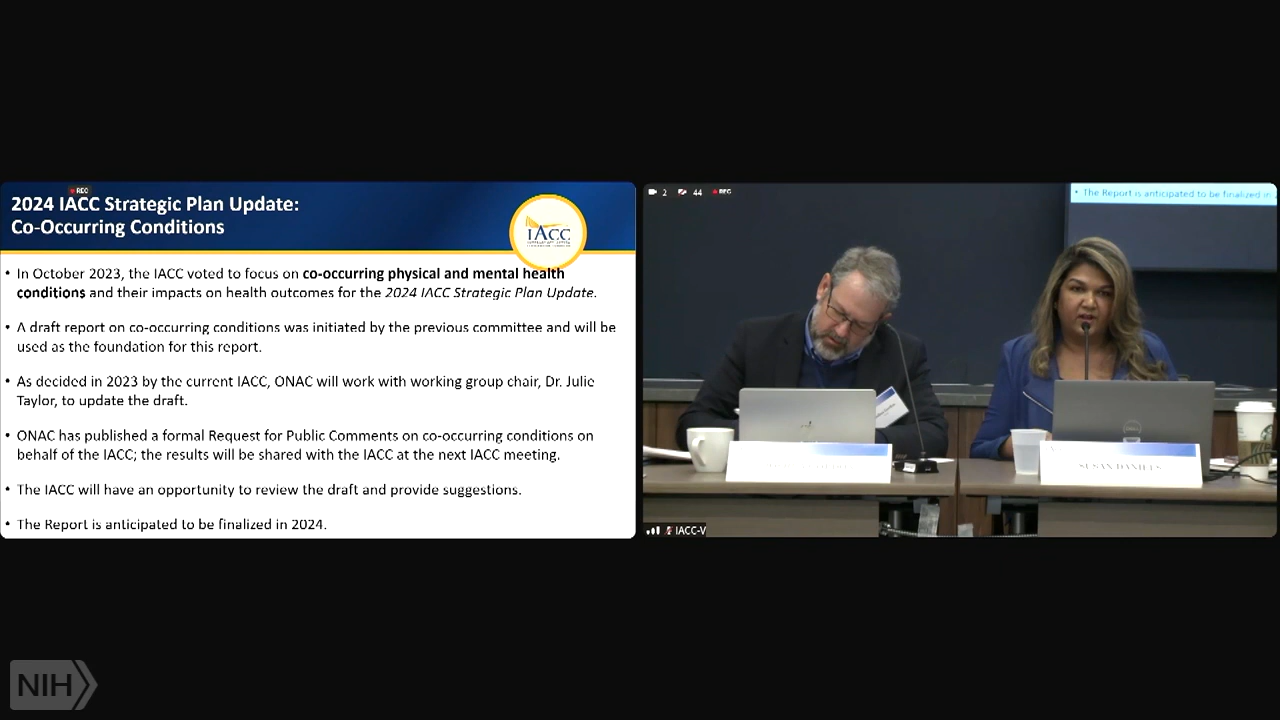 REC
2024 IACC Strategic Plan Update:
Co-Occurring Conditions
IACC
• In October 2023, the IACC voted to focus on co-occurring physical and mental health
conditions and their impacts on health outcomes for the 2024 IACC Strategic Plan Update.
• A draft report on co-occurring conditions was initiated by the previous committee and will be
used as the foundation for this report.
• As decided in 2023 by the current IACC, ONAC will work with working group chair, Dr. Julie
Taylor, to update the draft.
• ONAC has published a formal Request for Public Comments on co-occurring conditions on
behalf of the IACC; the results will be shared with the IACC at the next IACC meeting.
• The IACC will have an opportunity to review the draft and provide suggestions.
• The Report is anticipated to be finalized in 2024.
2 44 REC
• The Report is anticipated to be finalized in 2
SUSAN DANIELS
IACC-V
NIH